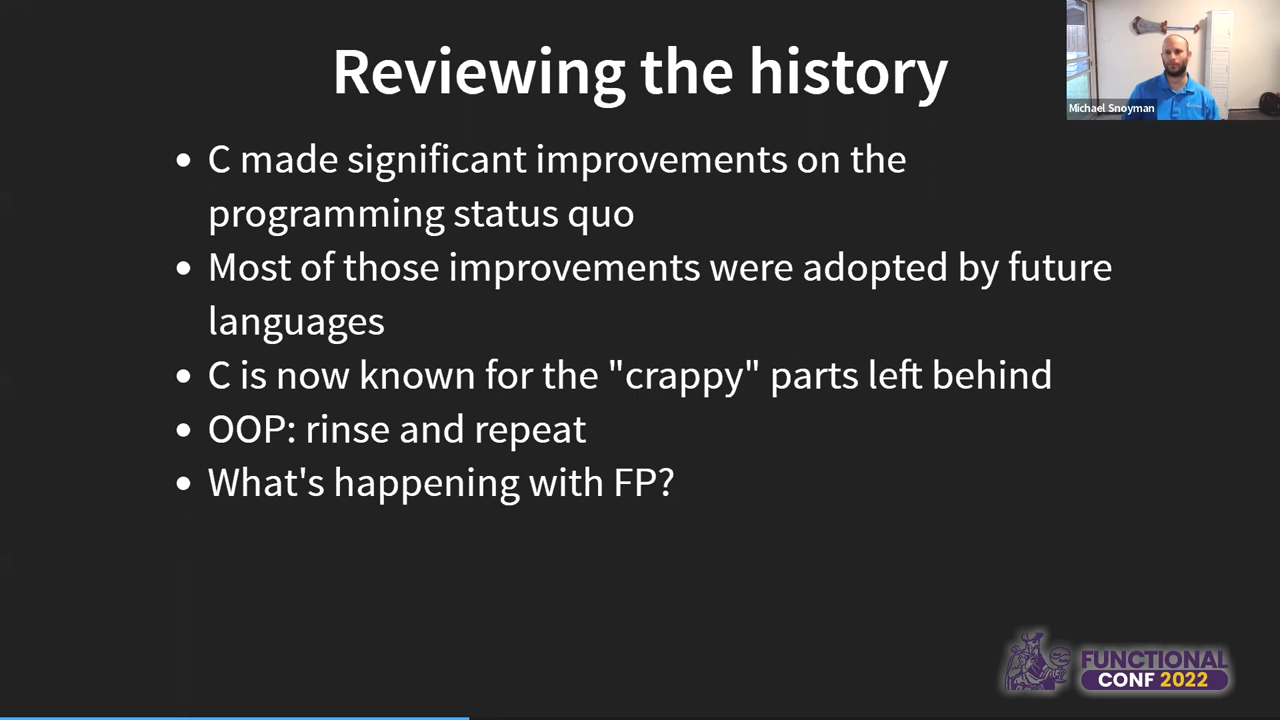 Reviewing the history
Michael Snoyman
• C made significant improvements on the
programming status quo
• Most of those improvements were adopted by future
languages
• C is now known for the "crappy" parts left behind
• OOP: rinse and repeat
• What's happening with FP?
FUNCTIONAL
CONF 2022